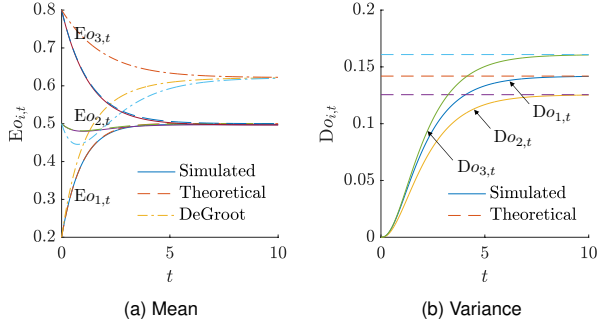 0.8
0.7
0.6
0.5
0.4
0.3
0.2
0
5
10
t
Eo_{i,t}
Eo_{3,t}
Eo_{2,t}
Eo_{1,t}
Simulated
Theoretical
DeGroot
(a) Mean
0.2
0.15
0.1
0.05
0
0
5
10
t
Do_{i,t}
Do_{1,t}
Do_{2,t}
Do_{3,t}
Simulated
Theoretical
(b) Variance